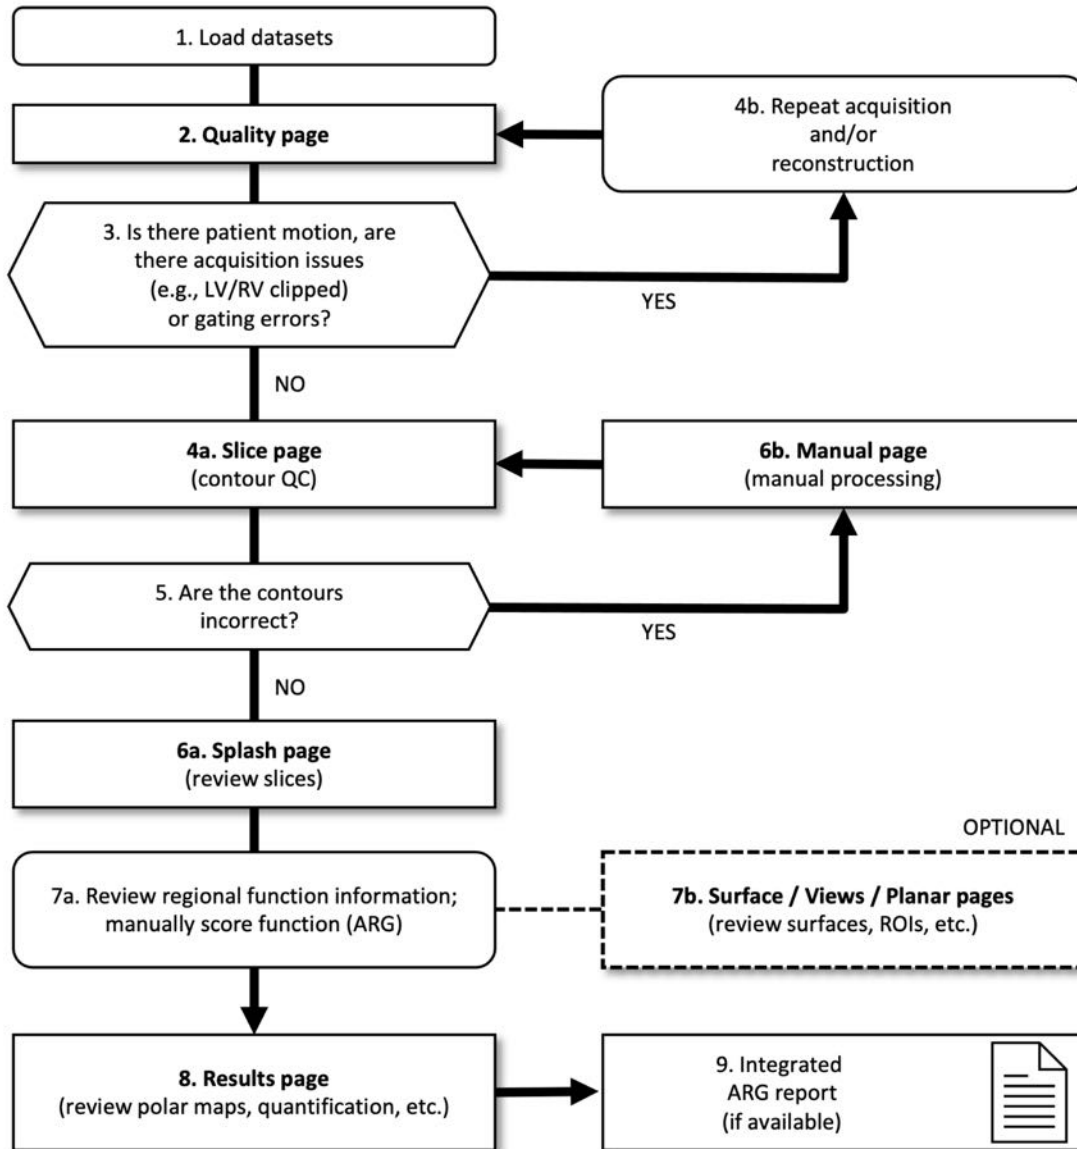 1. Load datasets
2. Quality page
4b. Repeat acquisition
and/or
reconstruction
3. Is there patient motion, are
there acquisition issues
(e.g., LV/RV clipped)
or gating errors?
YES
NO
4a. Slice page
(contour QC)
6b. Manual page
(manual processing)
5. Are the contours
incorrect?
YES
NO
6a. Splash page
(review slices)
OPTIONAL
7a. Review regional function information;
manually score function (ARG)
7b. Surface / Views / Planar pages
(review surfaces, ROIs, etc.)
8. Results page
(review polar maps, quantification, etc.)
9. Integrated
ARG report
(if available)